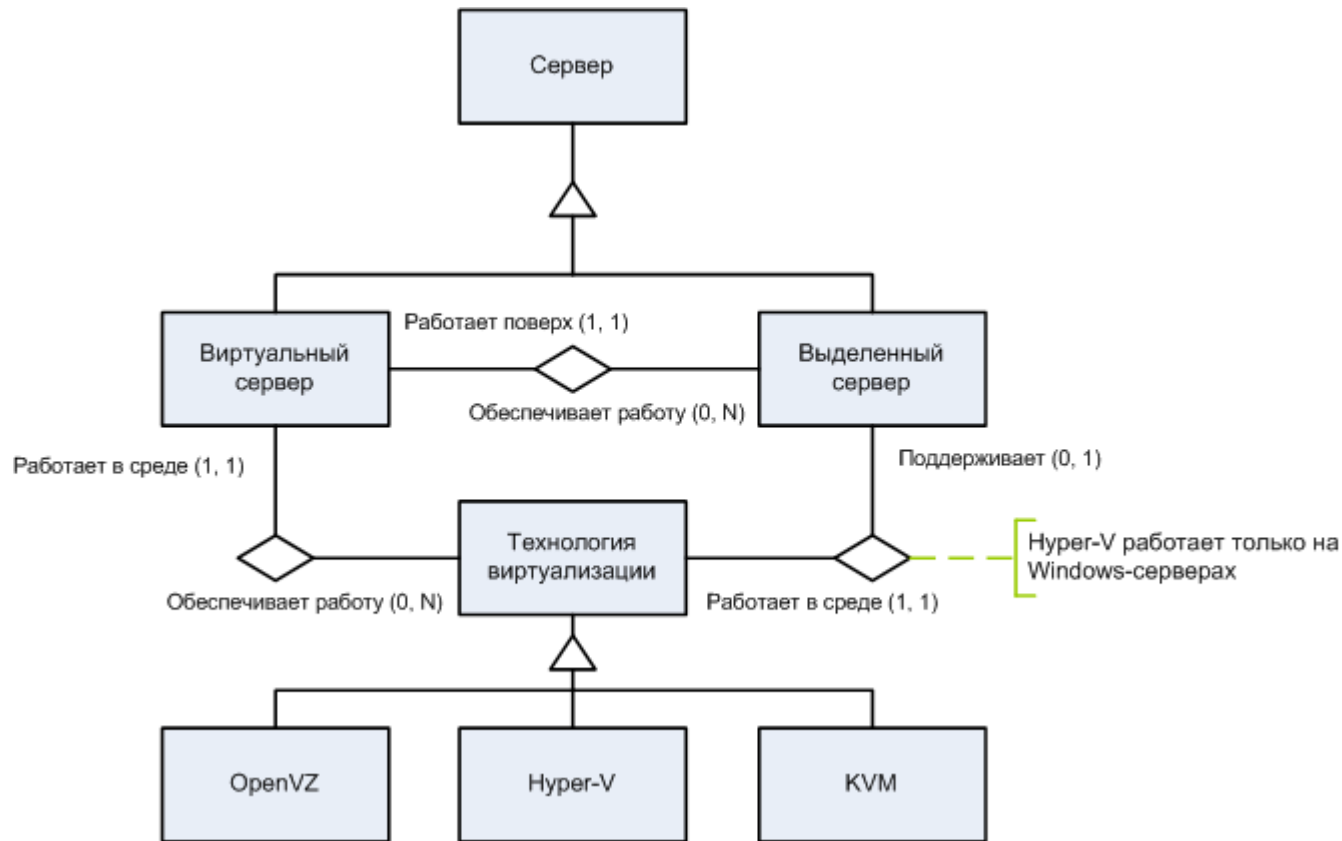 Сервер
Работает поверх (1, 1)
Виртуальный
сервер
Выделенный
сервер
Обеспечивает работу (0, N)
Работает в среде (1, 1)
Поддерживает (0, 1)
Технология
виртуализации
Hyper-V работает только на
Windows-серверах
Обеспечивает работу (0, N)
Работает в среде (1, 1)
OpenVZ
Hyper-V
KVM